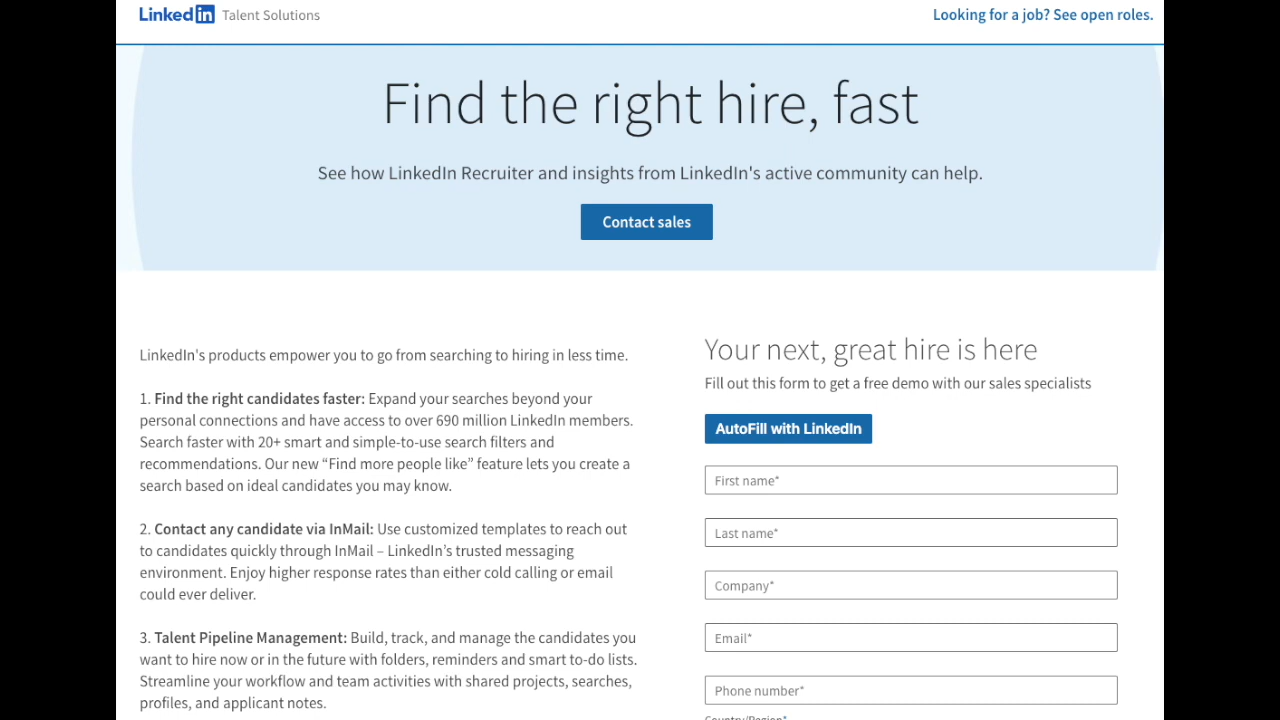 Linked in Talent Solutions
Looking for a job? See open roles.
Find the right hire, fast
See how LinkedIn Recruiter and insights from LinkedIn's active community can help.
Contact sales
LinkedIn's products empower you to go from searching to hiring in less time.
1. Find the right candidates faster: Expand your searches beyond your
personal connections and have access to over 690 million LinkedIn members.
Search faster with 20+ smart and simple-to-use search filters and
recommendations. Our new “Find more people like” feature lets you create a
search based on ideal candidates you may know.
2. Contact any candidate via InMail: Use customized templates to reach out
to candidates quickly through InMail – LinkedIn’s trusted messaging
environment. Enjoy higher response rates than either cold calling or email
could ever deliver.
3. Talent Pipeline Management: Build, track, and manage the candidates you
want to hire now or in the future with folders, reminders and smart to-do lists.
Streamline your workflow and team activities with shared projects, searches,
profiles, and applicant notes.
Your next, great hire is here
Fill out this form to get a free demo with our sales specialists
AutoFill with LinkedIn
First name*
Last name*
Company*
Email*
Phone number*
Country/Region*